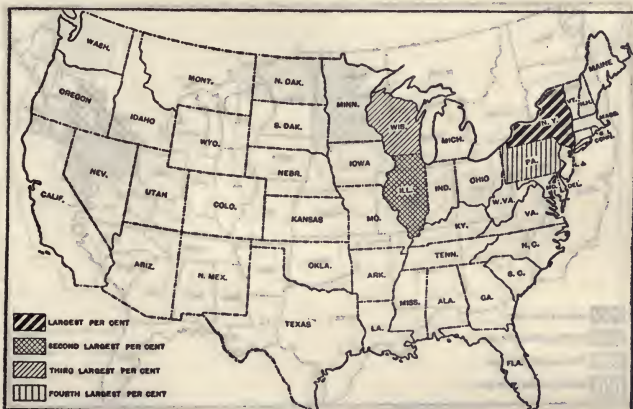 WASH.
MONT.
N. DAK.
MINN.
MAINE
OREGON
IDAHO
S. DAK.
WIS.
MICH.
VT.
N.H.
N.Y.
MASS.
CONN.
WYO.
IOWA
PA.
NEV.
NEBR.
ILL.
IND.
OHIO
DEL.
CALIF.
UTAH
COLO.
KANSAS
MO.
W. VA.
VA.
KY.
N.C.
TENN.
ARIZ.
N. MEX.
OKLA.
ARK.
S.C.
MISS.
ALA.
GA.
TEXAS
LA.
FLA.
LARGEST PER CENT
SECOND LARGEST PER CENT
THIRD LARGEST PER CENT
FOURTH LARGEST PER CENT